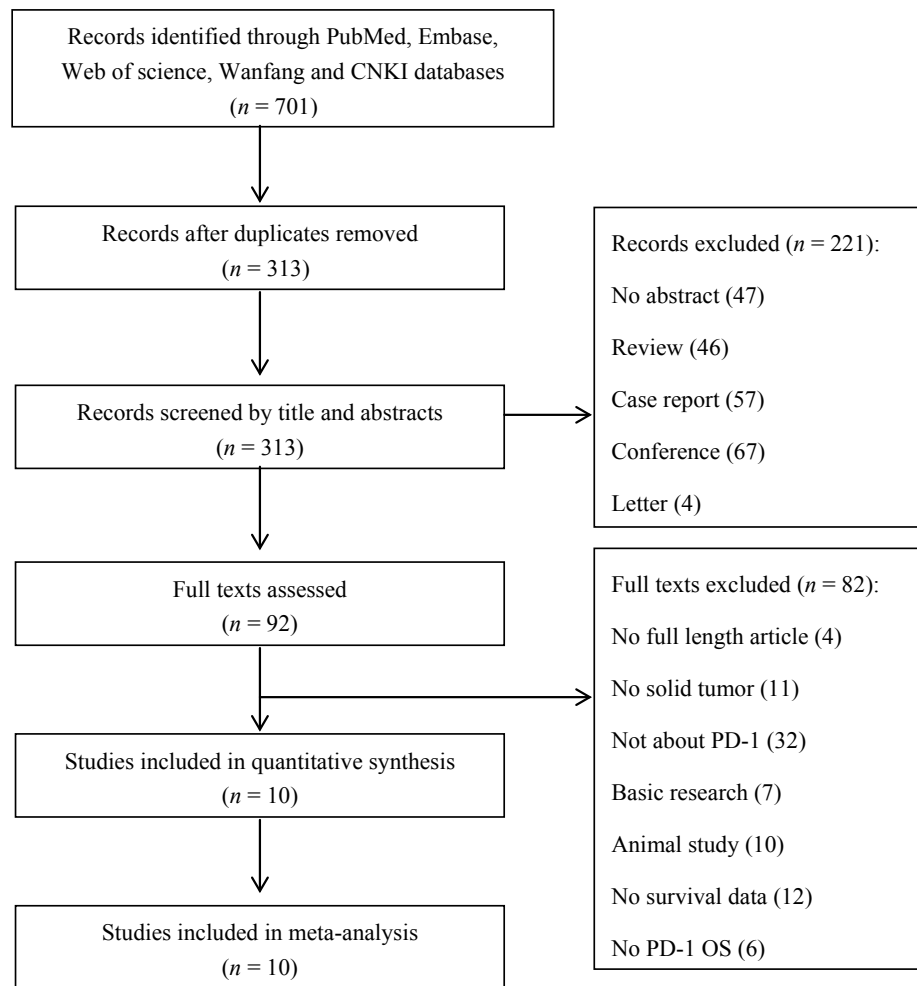 Records identified through PubMed, Embase,
Web of science, Wanfang and CNKI databases
(n = 701)
Records after duplicates removed
(n = 313)
Records screened by title and abstracts
(n = 313)
Records excluded (n = 221):
No abstract (47)
Review (46)
Case report (57)
Conference (67)
Letter (4)
Full texts assessed
(n = 92)
Full texts excluded (n = 82):
No full length article (4)
No solid tumor (11)
Not about PD-1 (32)
Basic research (7)
Animal study (10)
No survival data (12)
No PD-1 OS (6)
Studies included in quantitative synthesis
(n = 10)
Studies included in meta-analysis
(n = 10)